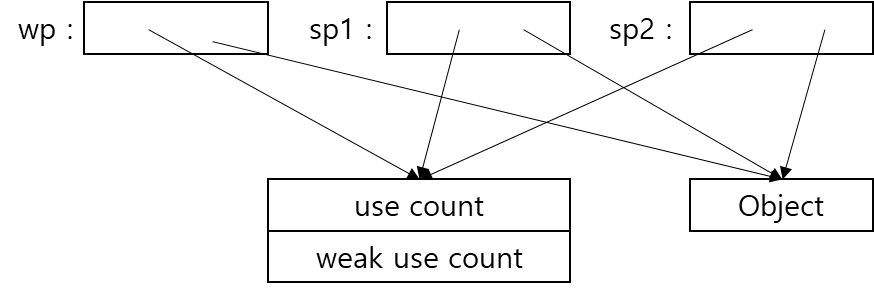 wp : sp1 : sp2 :
use count Object
weak use count